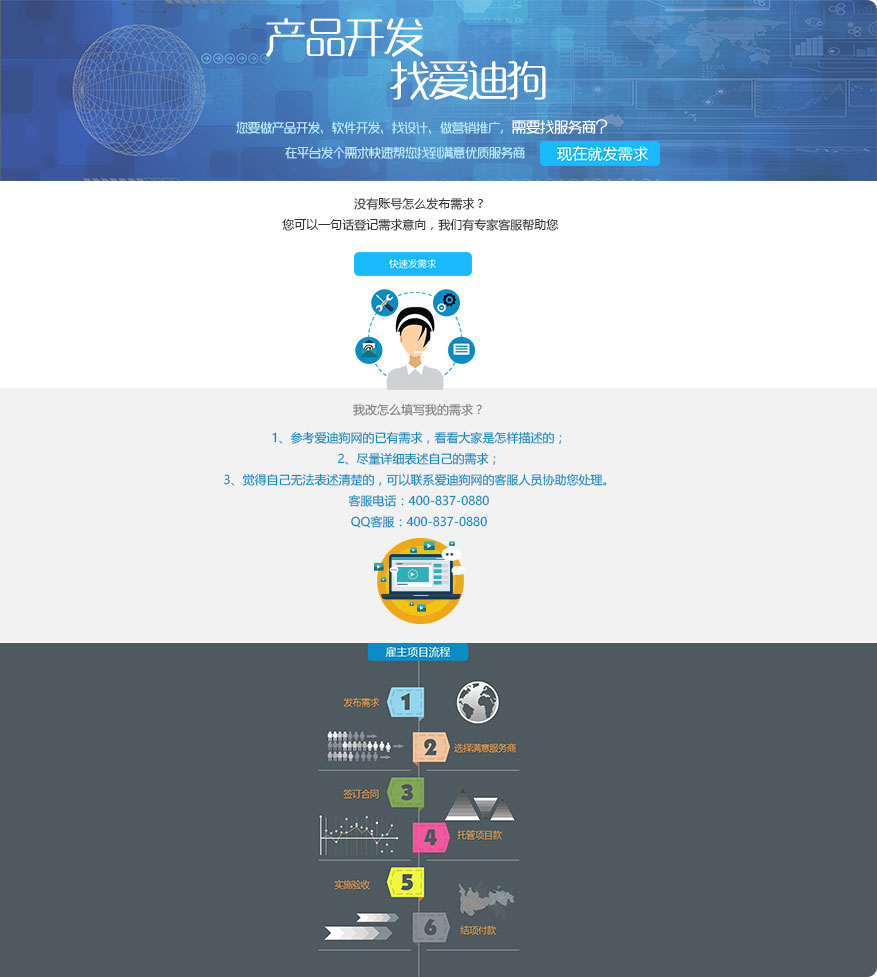 产品开发
找爱迪狗
您要做产品开发、软件开发、找设计、做营销推广，需要找服务商？
在平台发个需求快速帮您找到满意优质服务商
现在就发需求
没有账号怎么发布需求？
您可以一句话登记需求意向，我们有专家客服帮助您
快速发需求
我改怎么填写我的需求？
1、参考爱迪狗网的已有需求，看看大家是怎样描述的；
2、尽量详细表述自己的需求；
3、觉得自己无法表述清楚的，可以联系爱迪狗网的客服人员协助您处理。
客服电话：400-837-0880
QQ客服：400-837-0880
雇主项目流程
发布需求 1
2 选择满意服务商
签订合同 3
4 托管项目款
实施验收 5
6 结项付款